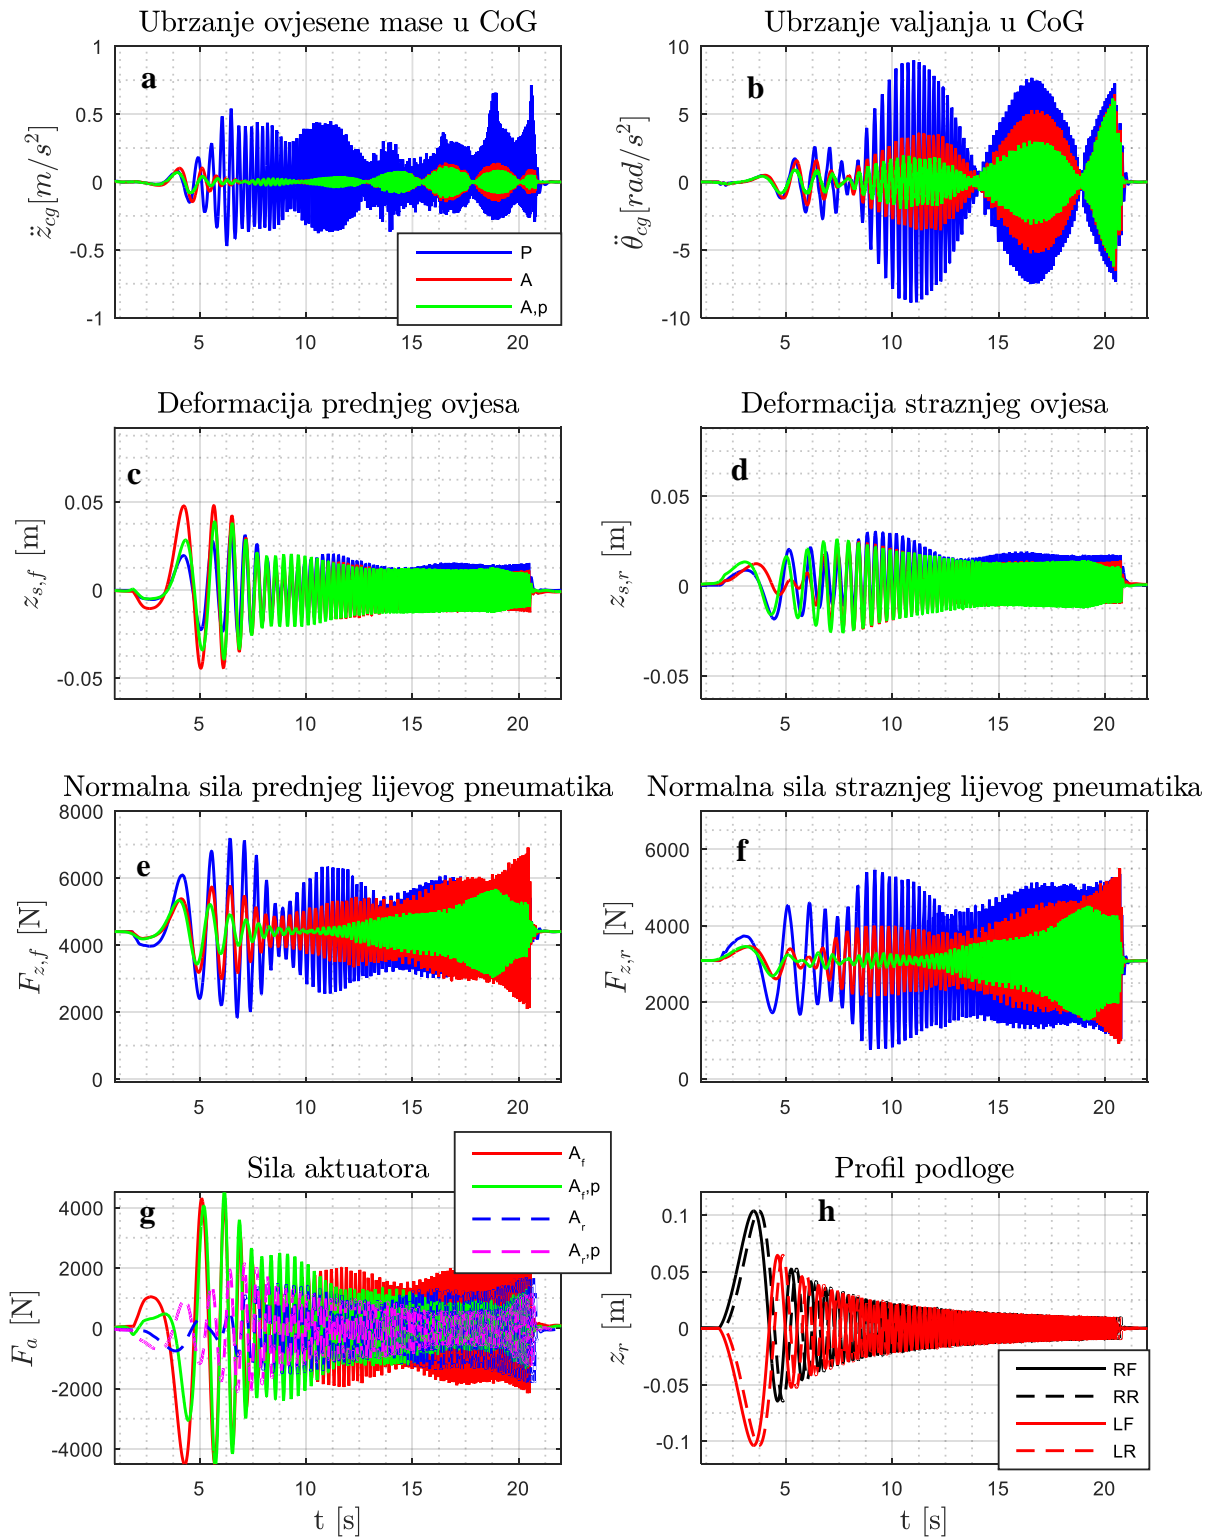 Ubrzanje ovjesene mase u CoG
Ubrzanje valjanja u CoG
a
z̈cg[m/s²]
1
0.5
0
-0.5
-1
5 10 15 20
P
A
A,p
b
θ̈cg[rad/s²]
10
5
0
-5
-10
5 10 15 20
Deformacija prednjeg ovjesa
Deformacija straznjeg ovjesa
c
zs,f [m]
0.05
0
-0.05
5 10 15 20
d
zs,r [m]
0.05
0
-0.05
5 10 15 20
Normalna sila prednjeg lijevog pneumatika
Normalna sila straznjeg lijevog pneumatika
e
Fz,f [N]
8000
6000
4000
2000
0
5 10 15 20
f
Fz,r [N]
6000
4000
2000
0
5 10 15 20
Sila aktuatora
Profil podloge
g
Fa [N]
4000
2000
0
-2000
-4000
5 10 15 20
t [s]
Af
Af,p
Ar
Ar,p
h
zr [m]
0.1
0.05
0
-0.05
-0.1
5 10 15 20
t [s]
RF
RR
LF
LR